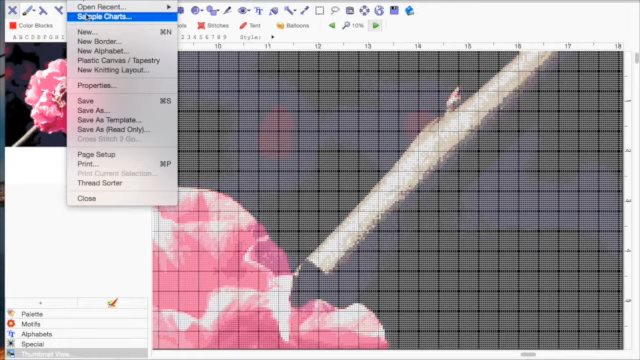 Open Recent...
Sample Charts...
New... ⌘N
New Border...
New Alphabet...
Plastic Canvas / Tapestry
New Knitting Layout...
Properties...
Save ⌘S
Save As...
Save As Template...
Save As (Read Only)...
Cross Stitch 2 Go...
Page Setup
Print... ⌘P
Print Current Selection...
Thread Sorter
Close
Color Blocks
Stitches
Tent
Balloons
10%
A B C D E F G H I J K L M N O P Q R S T U V W X Y Z
Style:
10 11 12 13 14 15 16 17 18
Palette
Motifs
Alphabets
Special
Thumbnail View...